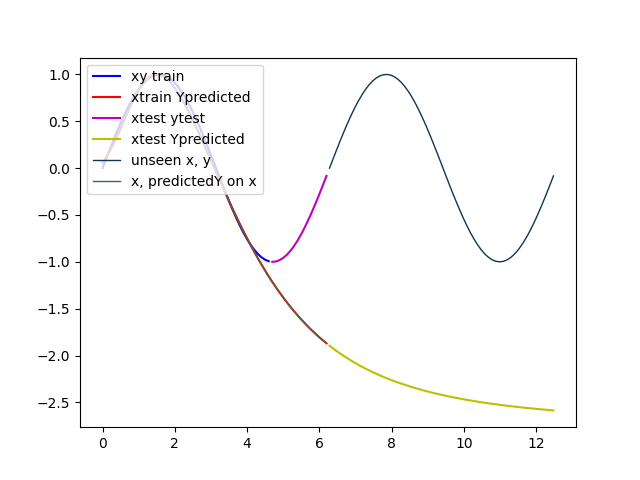 1.0
0.5
0.0
−0.5
−1.0
−1.5
−2.0
−2.5
xy train
xtrain Ypredicted
xtest ytest
xtest Ypredicted
unseen x, y
x, predictedY on x
0 2 4 6 8 10 12